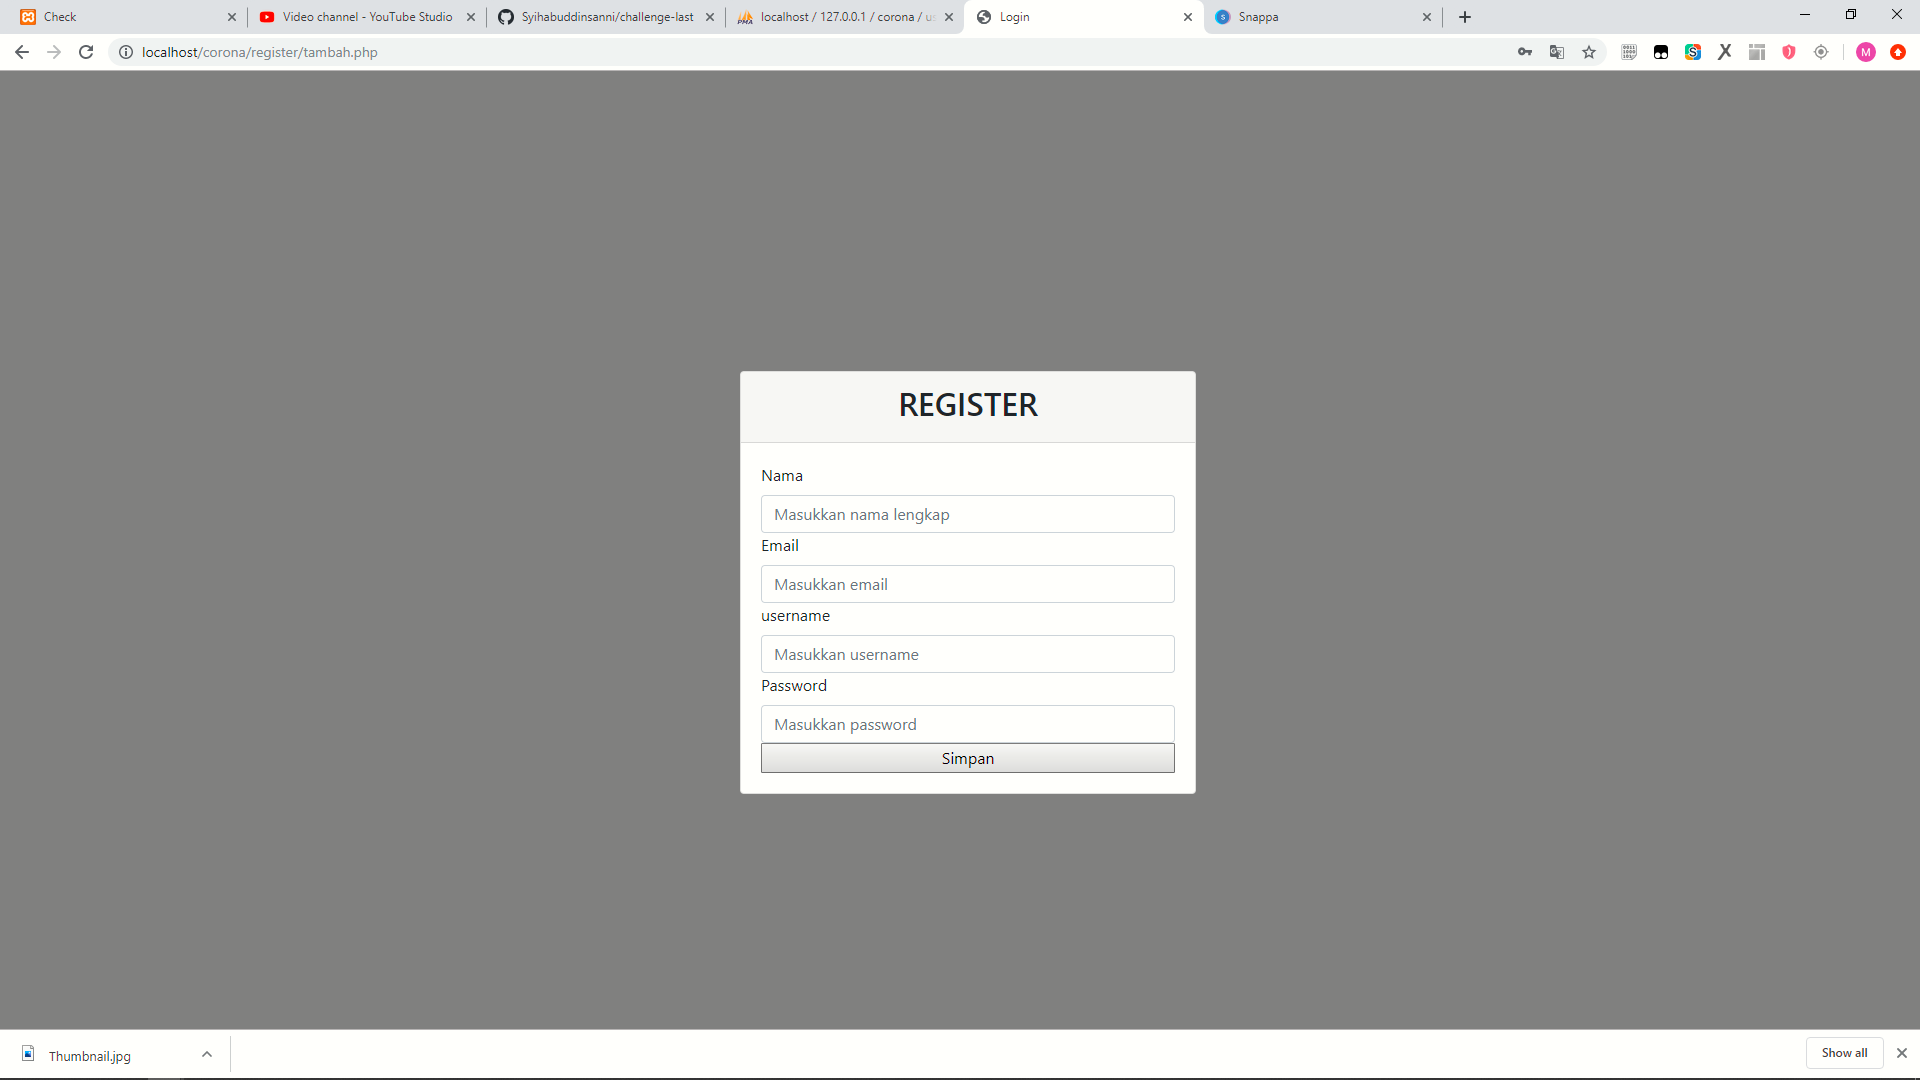 Check
Video channel - YouTube Studio
Syihabuddinsanni/challenge-last
localhost / 127.0.0.1 / corona / us
Login
Snappa
localhost/corona/register/tambah.php
M
REGISTER
Nama
Masukkan nama lengkap
Email
Masukkan email
username
Masukkan username
Password
Masukkan password
Simpan
Thumbnail.jpg
Show all